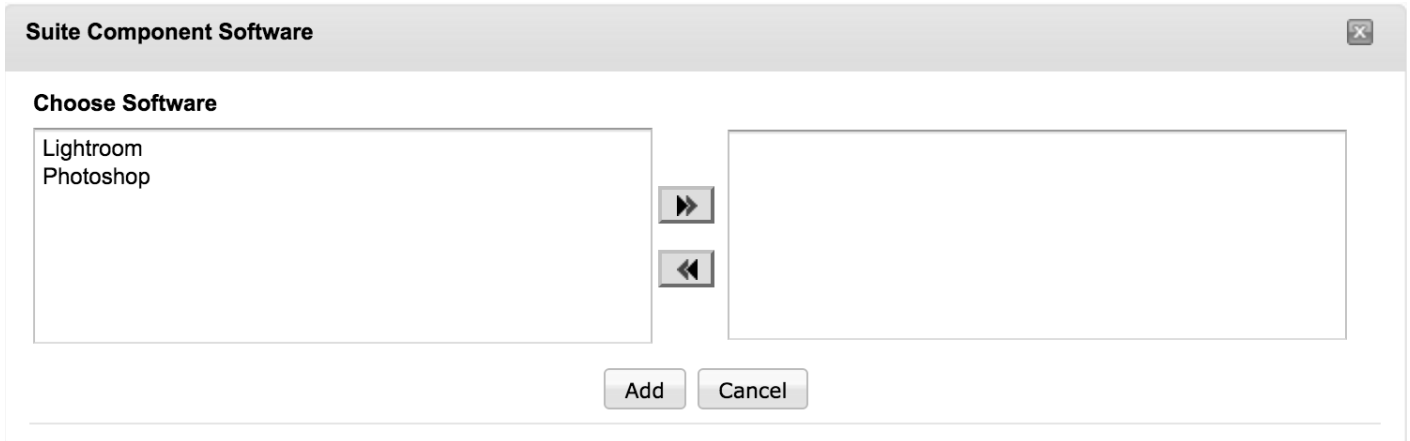 Suite Component Software
Choose Software
Lightroom
Photoshop
Add Cancel